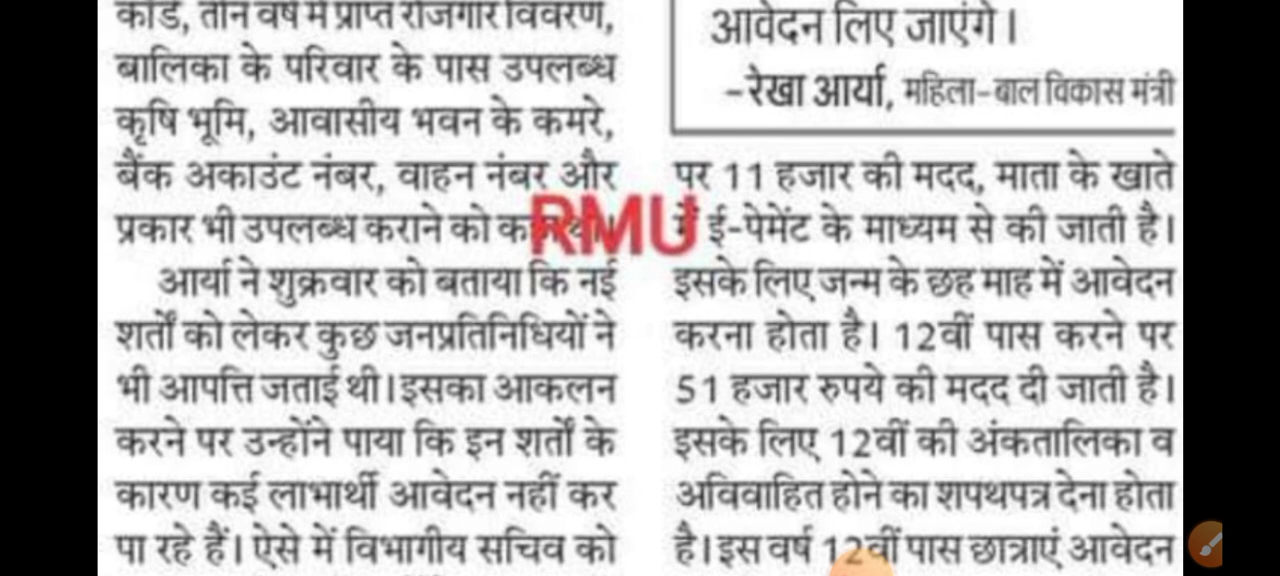 कार्ड, तीन वर्ष में प्राप्त रोजगार विवरण,
बालिका के परिवार के पास उपलब्ध
कृषि भूमि, आवासीय भवन के कमरे,
बैंक अकाउंट नंबर, वाहन नंबर और
प्रकार भी उपलब्ध कराने को
आर्या ने शुक्रवार को बताया कि नई
शर्तों को लेकर कुछ जनप्रतिनिधियों ने
भी आपत्ति जताई थी। इसका आकलन
करने पर उन्होंने पाया कि इन शर्तों के
कारण कई लाभार्थी आवेदन नहीं कर
पा रहे हैं। ऐसे में विभागीय सचिव को
आवेदन लिए जाएंगे।
-रेखा आर्या, महिला-बाल विकास मंत्री
पर 11 हजार की मदद, माता के खाते
में ई-पेमेंट के माध्यम से की जाती है।
इसके लिए जन्म के छह माह में आवेदन
करना होता है। 12वीं पास करने पर
51 हजार रुपये की मदद दी जाती है।
इसके लिए 12वीं की अंकतालिका व
अविवाहित होने का शपथपत्र देना होता
है। इस वर्ष 12वीं पास छात्राएं आवेदन
RMU